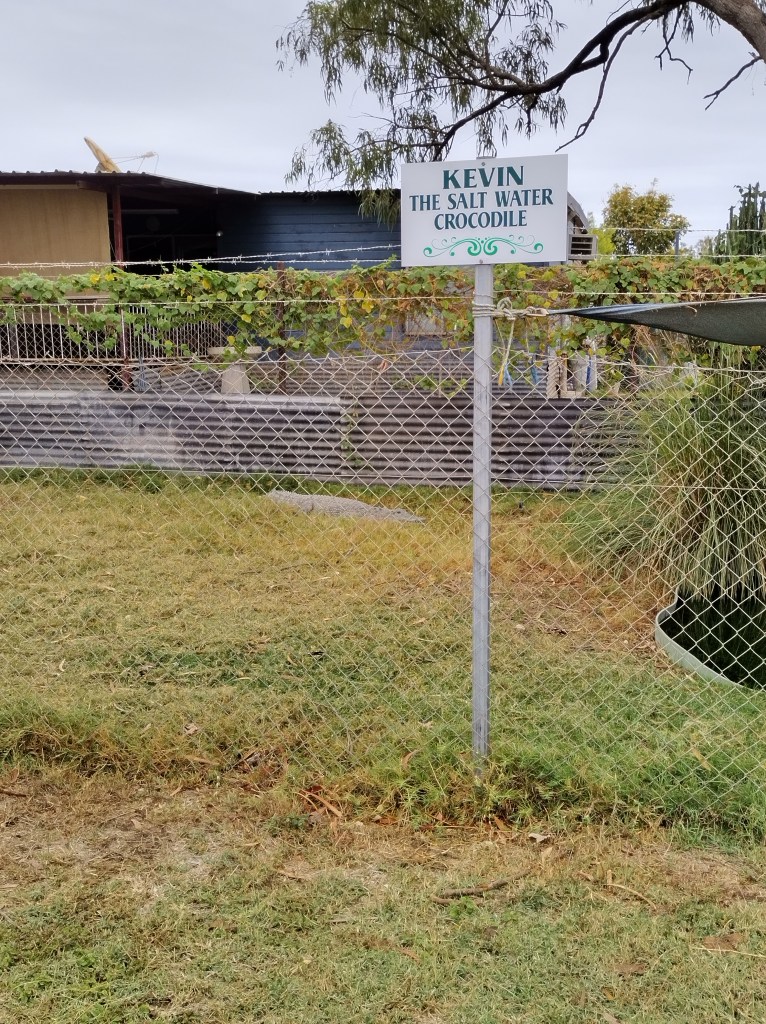 KEVIN
THE SALT WATER
CROCODILE